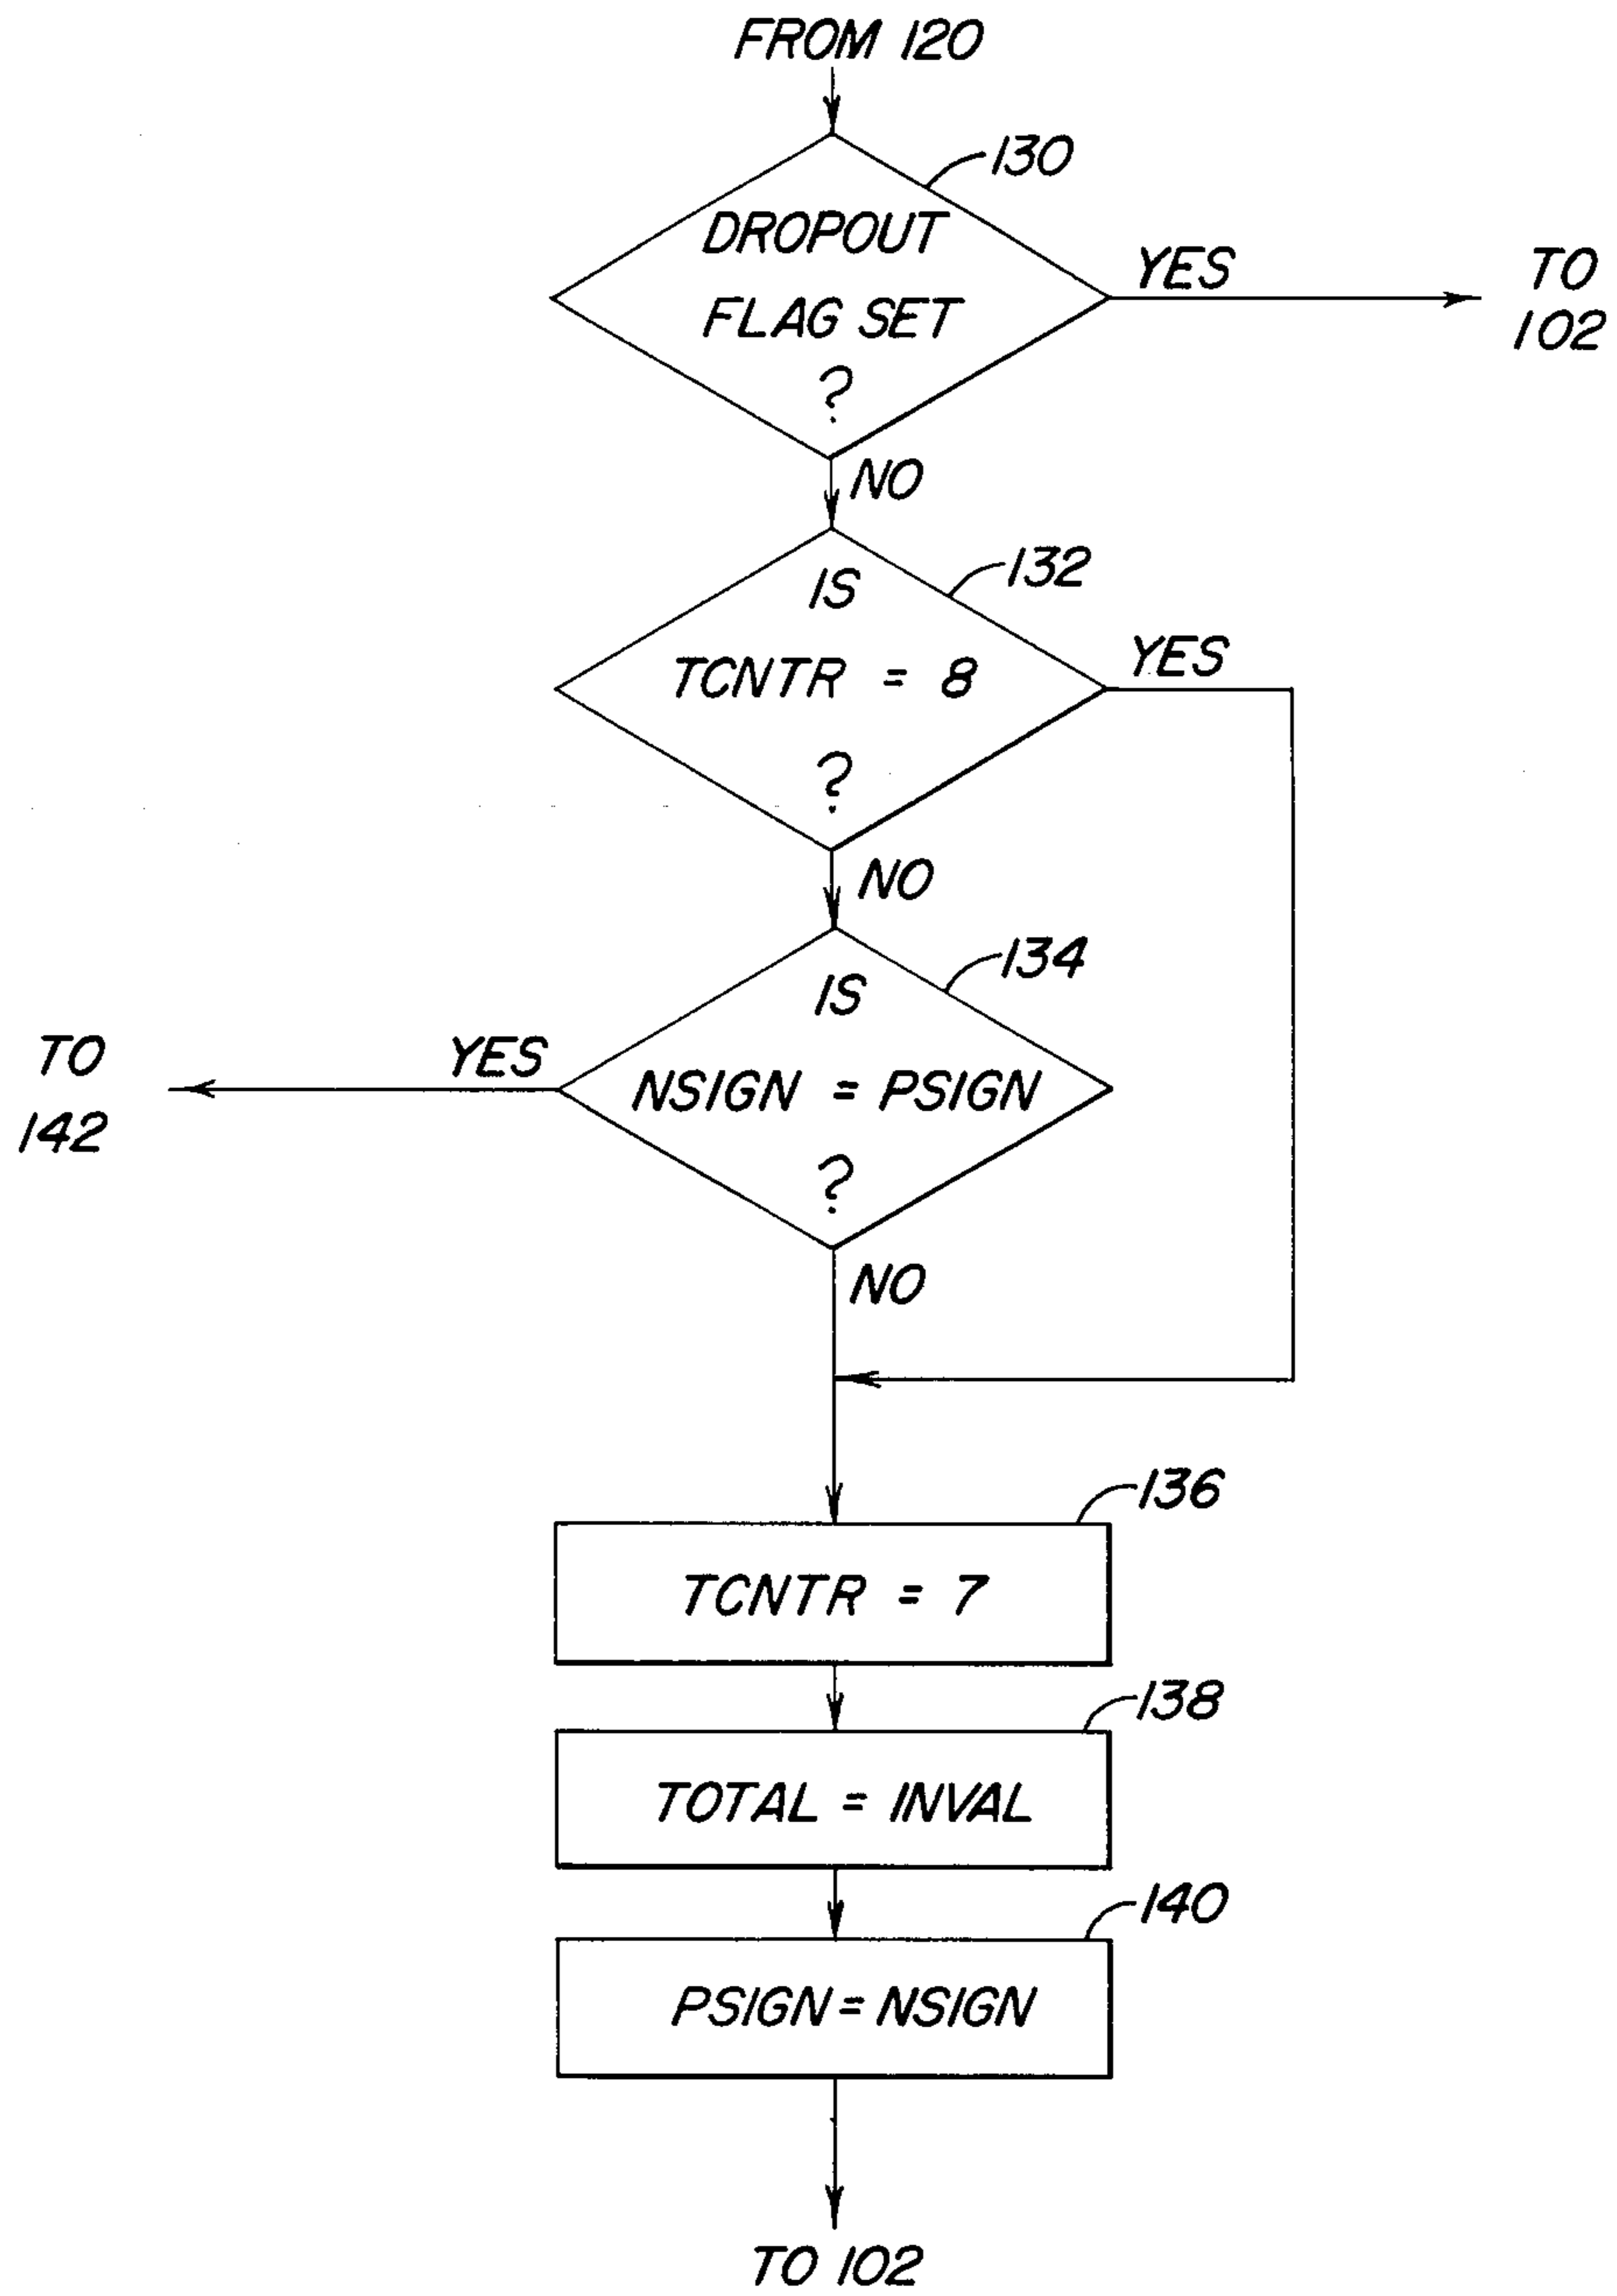 FROM 120
130
DROPOUT
FLAG SET
?
YES
TO
102
NO
132
IS
TCNTR = 8
?
YES
NO
134
IS
NSIGN = PSIGN
?
YES
TO
142
NO
136
TCNTR = 7
138
TOTAL = INVAL
140
PSIGN = NSIGN
TO 102